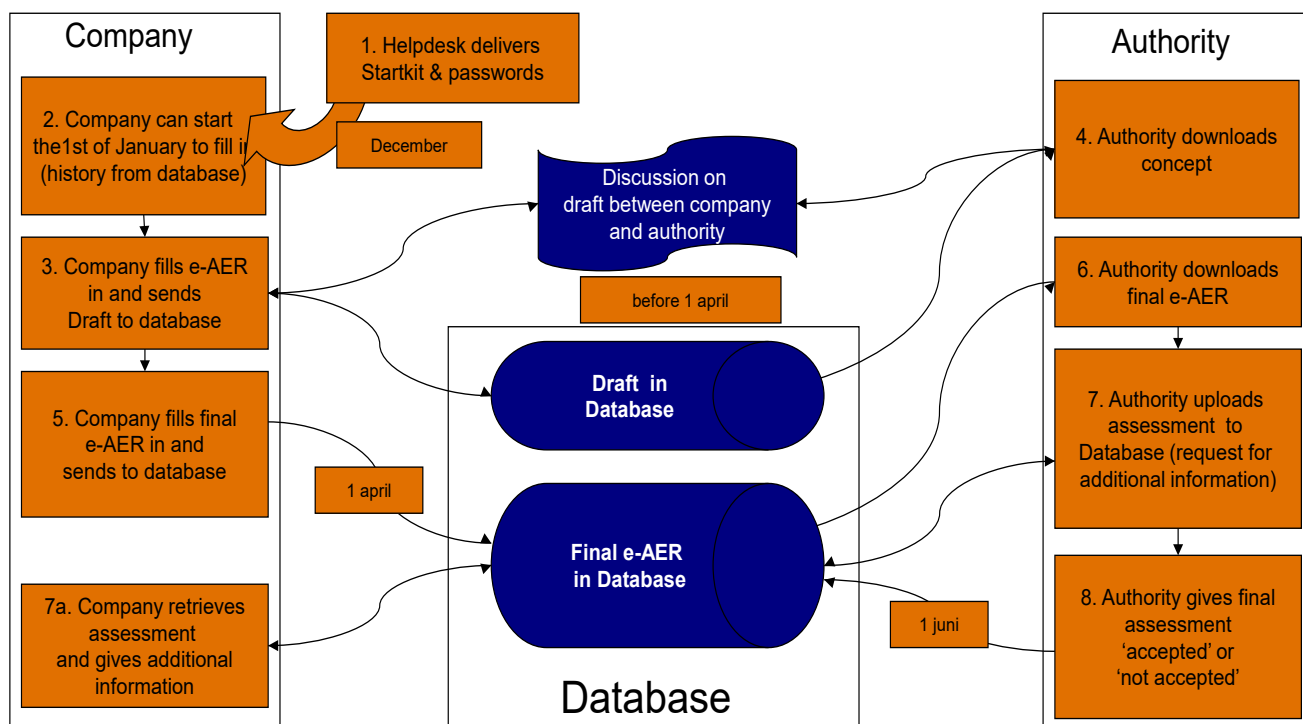 Company
1. Helpdesk delivers
Startkit & passwords
Authority
2. Company can start
the1st of January to fill in
(history from database)
December
4. Authority downloads
concept
Discussion on
draft between company
and authority
3. Company fills e-AER
in and sends
Draft to database
6. Authority downloads
final e-AER
before 1 april
Draft in
Database
5. Company fills final
e-AER in and
sends to database
7. Authority uploads
assessment to
Database (request for
additional information)
1 april
Final e-AER
in Database
7a. Company retrieves
assessment
and gives additional
information
1 juni
8. Authority gives final
assessment
‘accepted’ or
‘not accepted’
Database